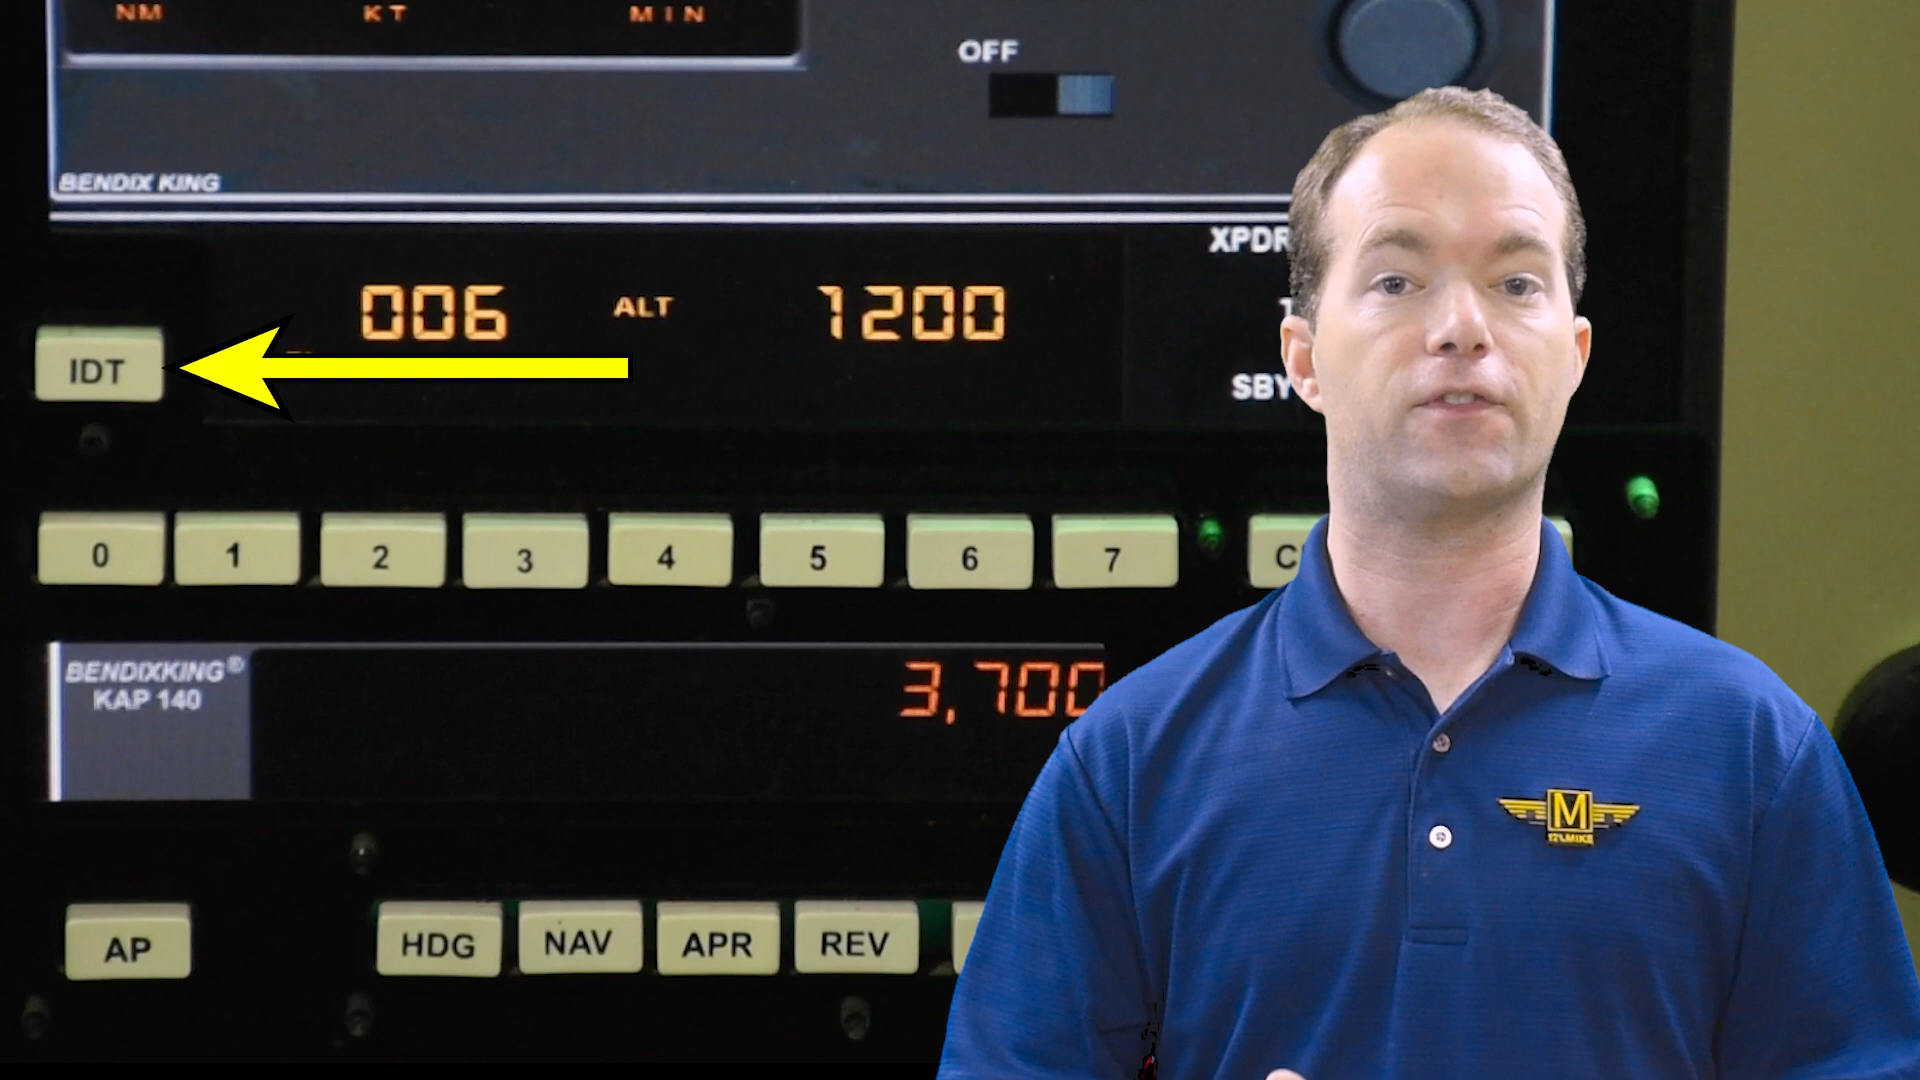 NM KT MIN
OFF
BENDIX KING
XPDR
006 ALT 1200
IDT
SBY
0 1 2 3 4 5 6 7
BENDIXKING®
KAP 140
3,700
M
AP HDG NAV APR REV